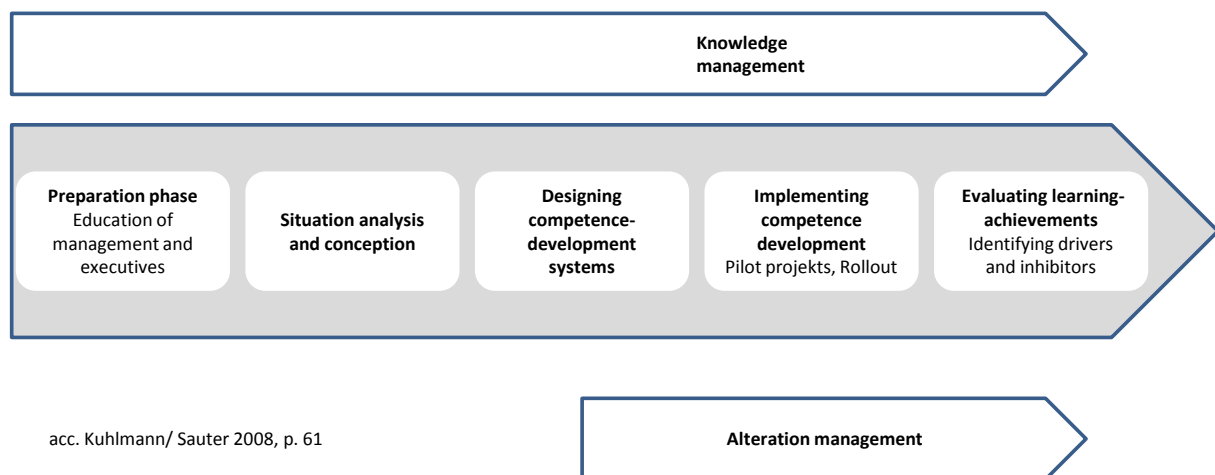 Knowledge
management
Preparation phase
Education of
management and
executives
Situation analysis
and conception
Designing
competence-
development
systems
Implementing
competence
development
Pilot projekts, Rollout
Evaluating learning-
achievements
Identifying drivers
and inhibitors
acc. Kuhlmann/ Sauter 2008, p. 61
Alteration management